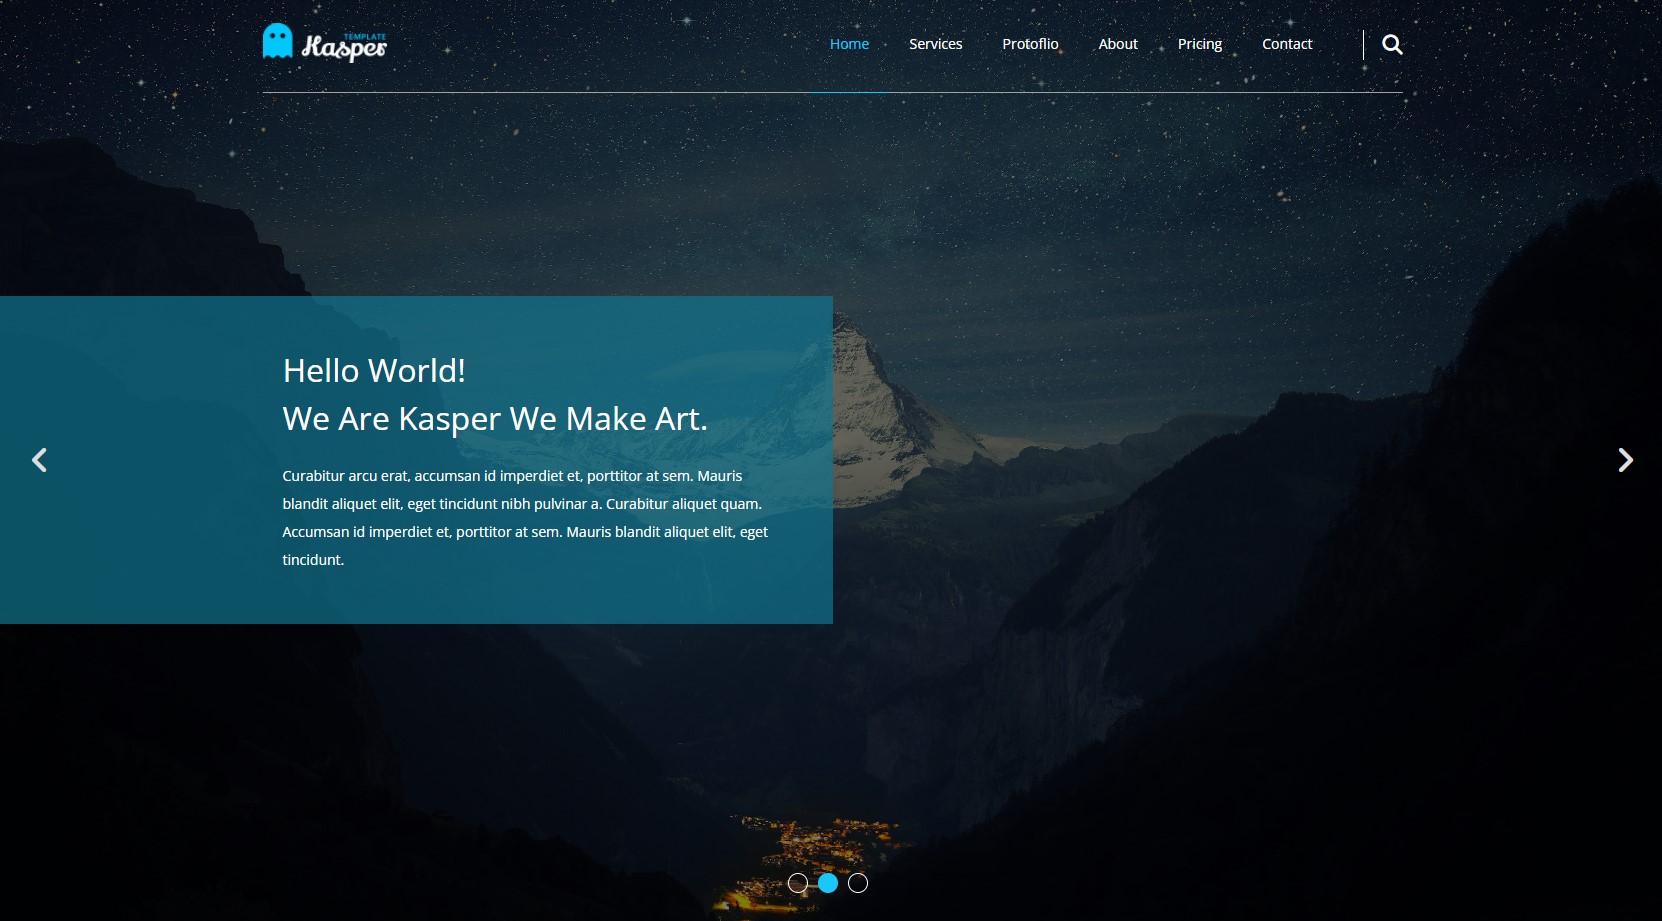 TEMPLATE
Kasper
Home Services Protoflio About Pricing Contact
Hello World!
We Are Kasper We Make Art.
Curabitur arcu erat, accumsan id imperdiet et, porttitor at sem. Mauris
blandit aliquet elit, eget tincidunt nibh pulvinar a. Curabitur aliquet quam.
Accumsan id imperdiet et, porttitor at sem. Mauris blandit aliquet elit, eget
tincidunt.